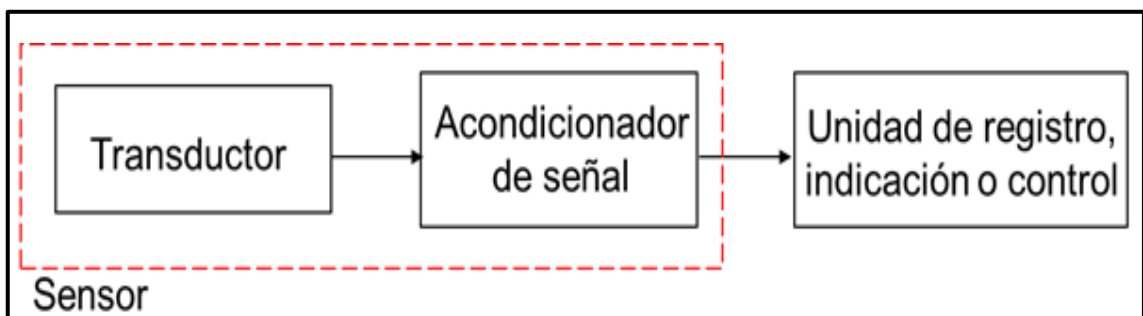 Transductor
Acondicionador
de señal
Unidad de registro,
indicación o control
Sensor